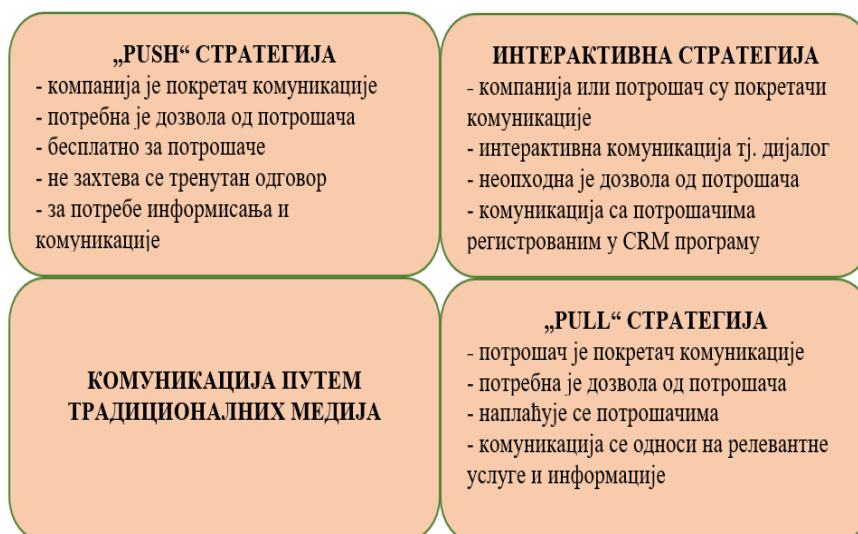 „PUSH“ СТРАТЕГИЈА
- компанија је покретач комуникације
- потребна је дозвола од потрошача
- бесплатно за потрошаче
- не захтева се тренутан одговор
- за потребе информисања и
комуникације
ИНТЕРАКТИВНА СТРАТЕГИЈА
- компанија или потрошач су покретачи
комуникације
- интерактивна комуникација тј. дијалог
- неопходна је дозвола од потрошача
- комуникација са потрошачима
регистрованим у CRM програму
КОМУНИКАЦИЈА ПУТЕМ
ТРАДИЦИОНАЛНИХ МЕДИЈА
„PULL“ СТРАТЕГИЈА
- потрошач је покретач комуникације
- потребна је дозвола од потрошача
- наплаћује се потрошачима
- комуникација се односи на релевантне
услуге и информације